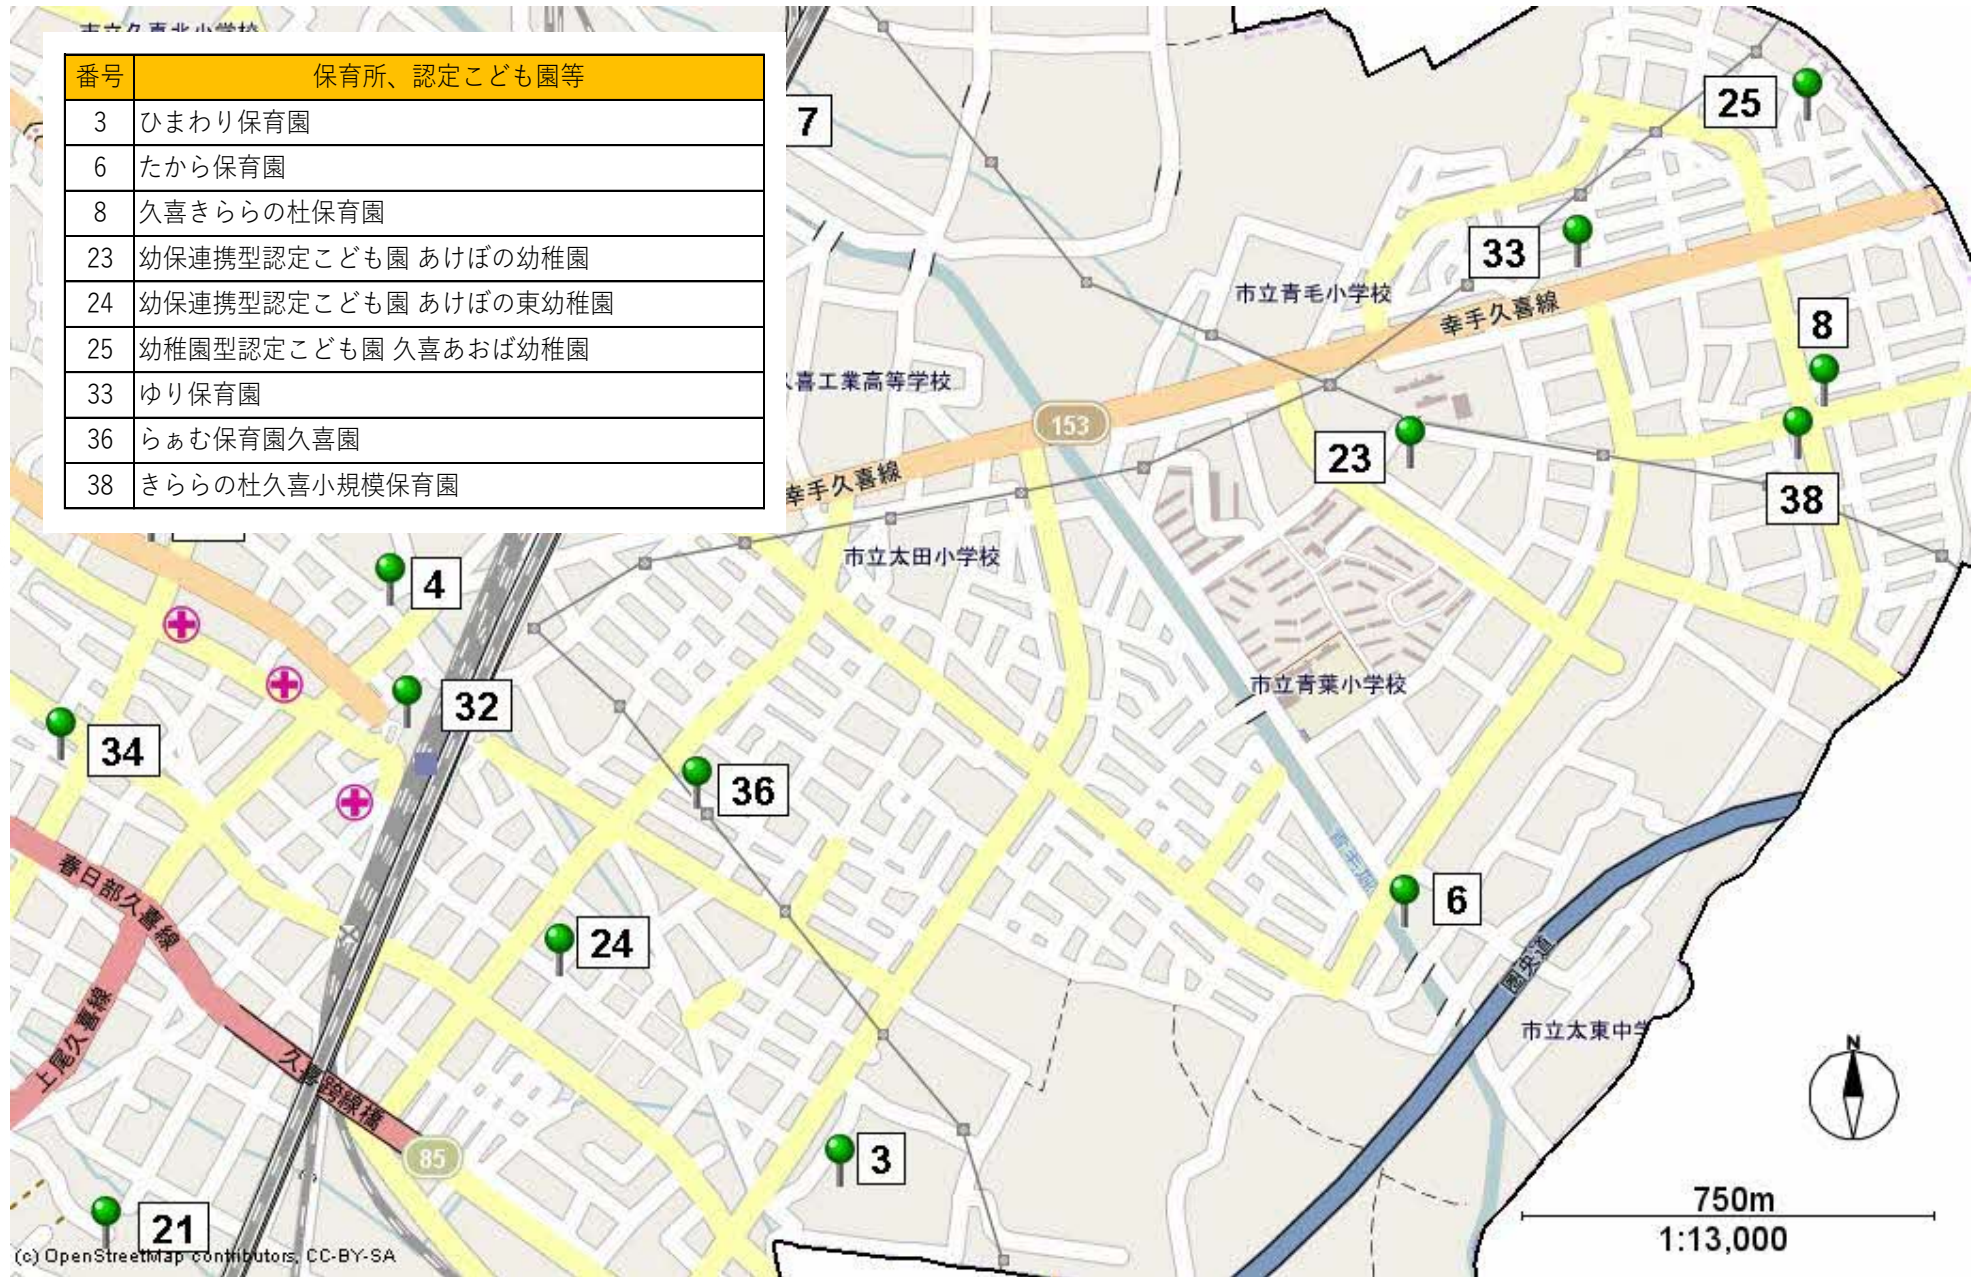 番号 保育所、認定こども園等
3 ひまわり保育園
6 たから保育園
8 久喜きららの杜保育園
23 幼保連携型認定こども園 あけぼの幼稚園
24 幼保連携型認定こども園 あけぼの東幼稚園
25 幼稚園型認定こども園 久喜あおば幼稚園
33 ゆり保育園
36 らぁむ保育園久喜園
38 きららの杜久喜小規模保育園
7
25
33
市立青毛小学校
幸手久喜線
8
喜工業高等学校
153
23
幸手久喜線
38
市立太田小学校
4
市立青葉小学校
32
34
36
春日部久喜線
6
24
圏央道
上尾久喜線
市立太東中学
久喜跨線橋
N
85
3
21
750m
1:13,000
(c) OpenStreetMap contributors, CC-BY-SA